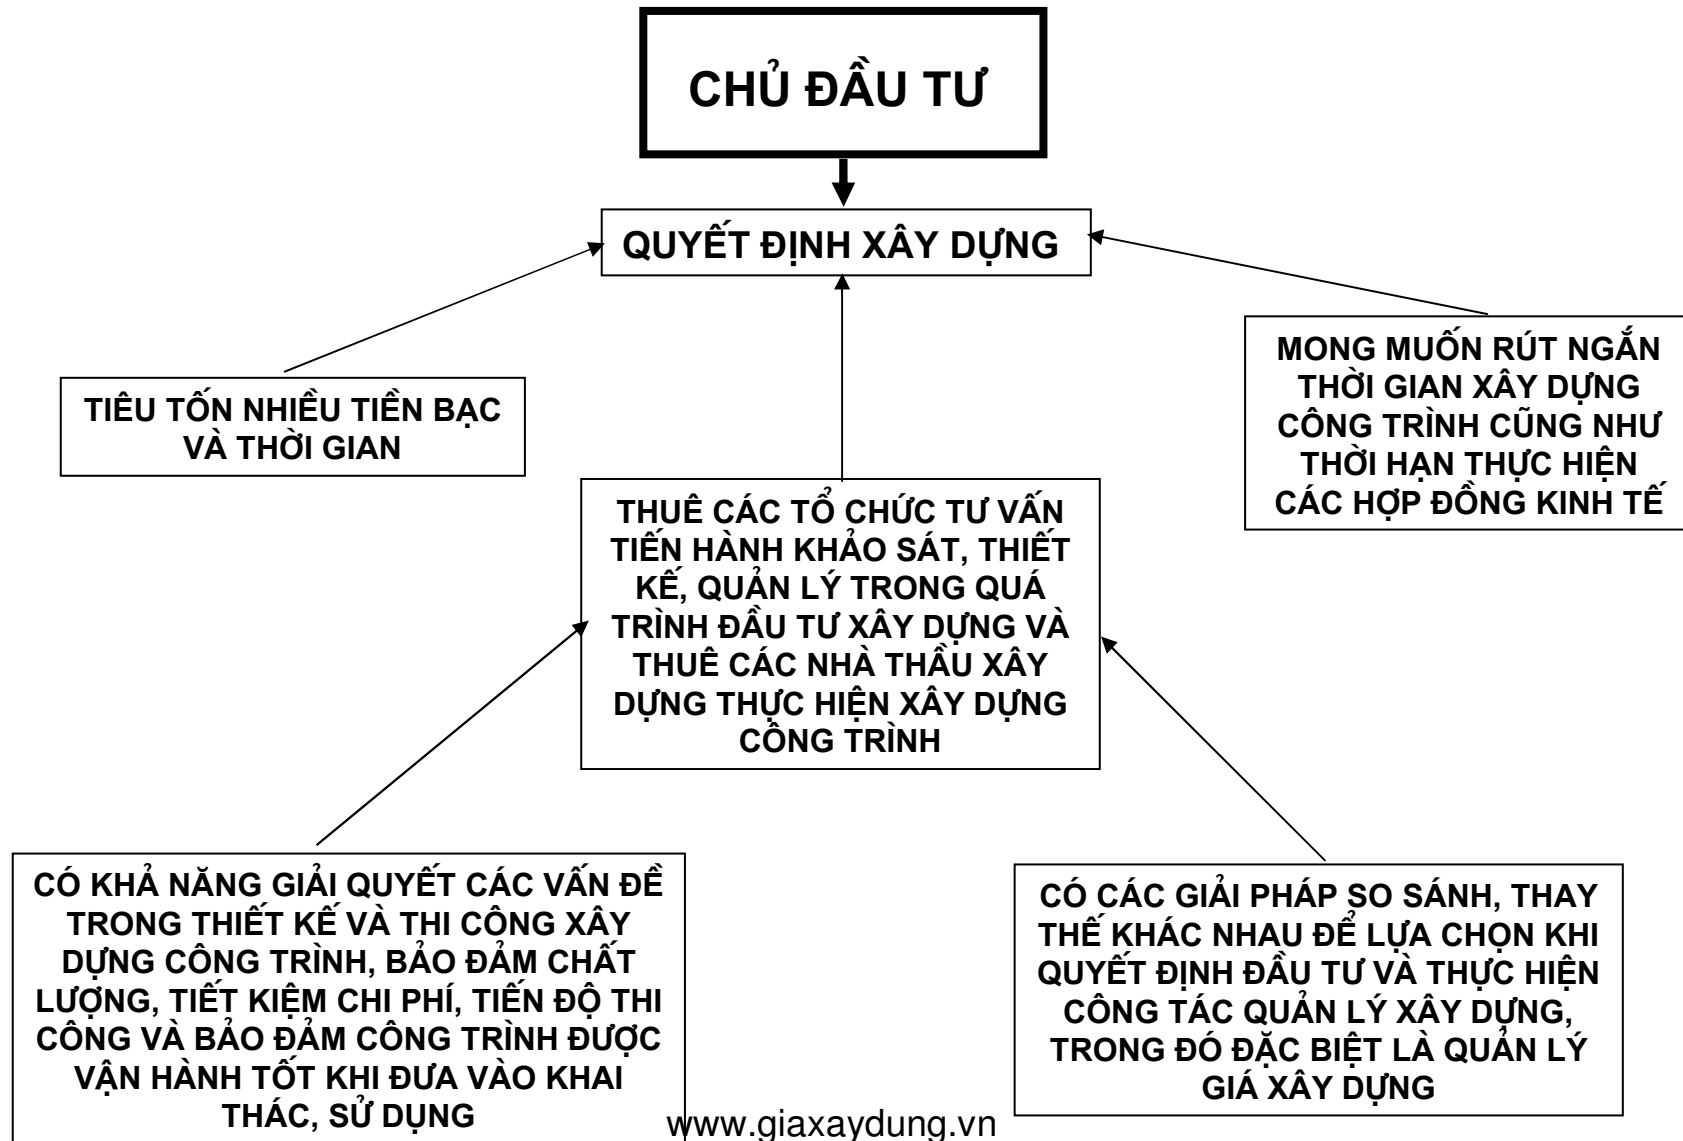 CHỦ ĐẦU TƯ
QUYẾT ĐỊNH XÂY DỰNG
TIÊU TỐN NHIỀU TIỀN BẠC
VÀ THỜI GIAN
MONG MUỐN RÚT NGẮN
THỜI GIAN XÂY DỰNG
CÔNG TRÌNH CŨNG NHƯ
THỜI HẠN THỰC HIỆN
CÁC HỢP ĐỒNG KINH TẾ
THUÊ CÁC TỔ CHỨC TƯ VẤN
TIẾN HÀNH KHẢO SÁT, THIẾT
KẾ, QUẢN LÝ TRONG QUÁ
TRÌNH ĐẦU TƯ XÂY DỰNG VÀ
THUÊ CÁC NHÀ THẦU XÂY
DỰNG THỰC HIỆN XÂY DỰNG
CÔNG TRÌNH
CÓ KHẢ NĂNG GIẢI QUYẾT CÁC VẤN ĐỀ
TRONG THIẾT KẾ VÀ THI CÔNG XÂY
DỰNG CÔNG TRÌNH, BẢO ĐẢM CHẤT
LƯỢNG, TIẾT KIỆM CHI PHÍ, TIẾN ĐỘ THI
CÔNG VÀ BẢO ĐẢM CÔNG TRÌNH ĐƯỢC
VẬN HÀNH TỐT KHI ĐƯA VÀO KHAI
THÁC, SỬ DỤNG
CÓ CÁC GIẢI PHÁP SO SÁNH, THAY
THẾ KHÁC NHAU ĐỂ LỰA CHỌN KHI
QUYẾT ĐỊNH ĐẦU TƯ VÀ THỰC HIỆN
CÔNG TÁC QUẢN LÝ XÂY DỰNG,
TRONG ĐÓ ĐẶC BIỆT LÀ QUẢN LÝ
GIÁ XÂY DỰNG
www.giaxaydung.vn